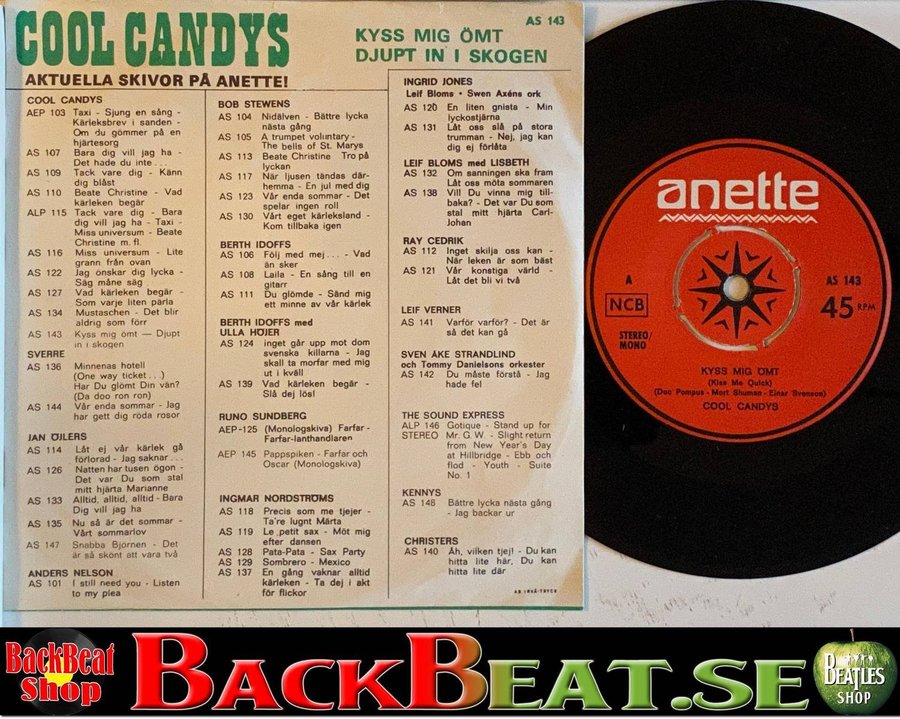 COOL CANDYS
AS 143
KYSS MIG ÖMT
DJUPT IN I SKOGEN
AKTUELLA SKIVOR PÅ ANETTE!
COOL CANDYS
AEP 103 Taxi - Sjung en sång -
Kärleksbrev i sanden -
Om du gömmer på en
hjärtesorg
AS 107 Bara dig vill jag ha -
Det hade du inte . . .
AS 109 Tack vare dig - Känn
dig blåst
AS 110 Beate Christine - Vad
kärleken begär
ALP 115 Tack vare dig - Bara
dig vill jag ha - Taxi -
Miss universum - Beate
Christine m. fl.
AS 116 Miss universum - Lite
grann från ovan
AS 122 Jag önskar dig lycka -
Säg måne säg
AS 127 Vad kärleken begär -
Som varje liten pärla
AS 134 Mustaschen - Det blir
aldrig som förr
AS 143 Kyss mig ömt — Djupt
in i skogen
SVERRE
AS 136 Minnenas hotell
(One way ticket . . .)
Har Du glömt Din vän?
(Da doo ron ron)
AS 144 Vår enda sommar - Jag
har gett dig röda rosor
JAN ÖJLERS
AS 114 Låt ej vår kärlek gå
förlorad - Jag saknar . . .
AS 126 Natten har tusen ögon -
Det var Du som stal
mitt hjärta Marianne
AS 133 Alltid, alltid, alltid - Bara
Dig vill jag ha
AS 135 Nu så är det sommar -
Vårt sommarlov
AS 147 Snabba Björnen - Det
är så skönt att vara två
ANDERS NELSON
AS 101 I still need you - Listen
to my plea
BOB STEWENS
AS 104 Nidälven - Bättre lycka
nästa gång
AS 105 A trumpet voluntary -
The bells of St. Marys
AS 113 Beate Christine Tro på
lyckan
AS 117 När ljusen tändas där-
hemma - En jul med dig
AS 123 Vår enda sommar - Det
spelar ingen roll
AS 130 Vårt eget kärleksland -
Kom tillbaka igen
BERTH IDOFFS
AS 106 Följ med mej . . . - Vad
än sker
AS 108 Laila - En sång till en
gitarr
AS 111 Du glömde - Sänd mig
ett minne av vår kärlek
BERTH IDOFFS med
ULLA HÖJER
AS 124 inget går upp mot dom
svenska killarna - Jag
skall ta morfar med mig
ut i kväll
AS 139 Vad kärleken begär -
Slå dej lös!
RUNO SUNDBERG
AEP-125 (Monologskiva) Farfar -
Farfar-lanthandlaren
AEP 145 Pappspiken - Farfar och
Oscar (Monologskiva)
INGMAR NORDSTRÖMS
AS 118 Precis som me tjejer -
Ta're lugnt Märta
AS 119 Le petit sax - Möt mig
efter dansen
AS 128 Pata-Pata - Sax Party
AS 129 Sombrero - Mexico
AS 137 En gång vaknar alltid
kärleken - Ta dej i akt
för flickor
INGRID JONES
Leif Bloms • Swen Axéns ork
AS 120 En liten gnista - Min
lyckostjärna
AS 131 Låt oss slå på stora
trumman - Nej, jag kan
dig ej förlåta
LEIF BLOMS med LISBETH
AS 132 Om sanningen ska fram
Låt oss möta sommaren
AS 138 Vill Du vinna mig till-
baka? - Det var Du som
stal mitt hjärta Carl-
Johan
RAY CEDRIK
AS 112 Inget skilja oss kan -
När leken är som bäst
AS 121 Vår konstiga värld -
Låt det bli vi två
LEIF VERNER
AS 141 Varför varför? - Det är
så det kan gå
SVEN ÅKE STRANDLIND
och Tommy Danielsons orkester
AS 142 Du måste förstå - Jag
hade fel
THE SOUND EXPRESS
ALP 146 Gotique - Stand up for
STEREO Mr. G. W. - Slight return
from New Year's Day
at Hillbridge - Ebb och
flod - Youth - Suite
No. 1
KENNYS
AS 148 Bättre lycka nästa gång
- Jag backar ur
CHRISTERS
AS 140 Äh, vilken tjej! - Du kan
hitta lite här, Du kan
hitta lite där
anette
A
AS 143
NCB
45 RPM
STEREO/
MONO
KYSS MIG ÖMT
(Kiss Me Quick)
(Doc Pompus - Mort Shuman - Einar Svenson)
COOL CANDYS
BackBeat
Shop
BACKBEAT.SE
BEATLES
SHOP